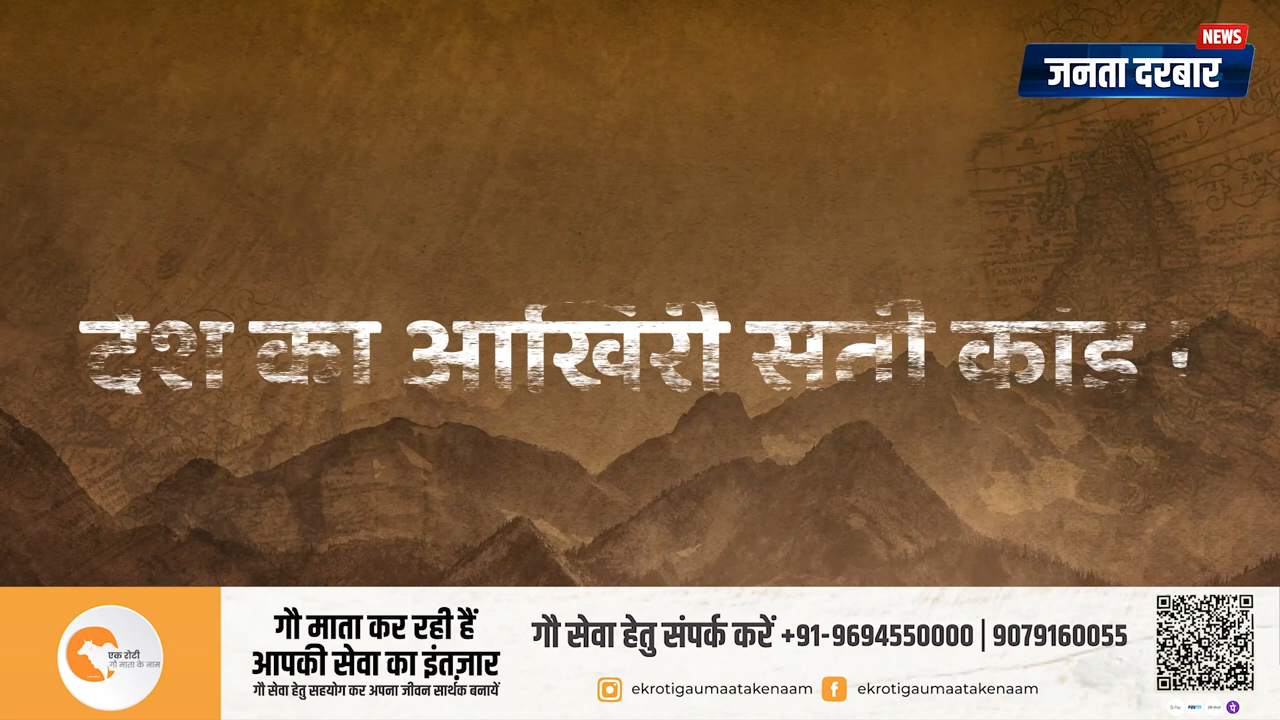 NEWS
जनता दरबार
देश का आखिरी सती कांड !
गौ माता कर रही हैं
आपकी सेवा का इंतज़ार
गौ सेवा हेतु सहयोग कर अपना जीवन सार्थक बनायें
गौ सेवा हेतु संपर्क करें +91-9694550000 | 9079160055
ekrotigaumaatakenaam ekrotigaumaatakenaam
एक रोटी
गौ माता के नाम